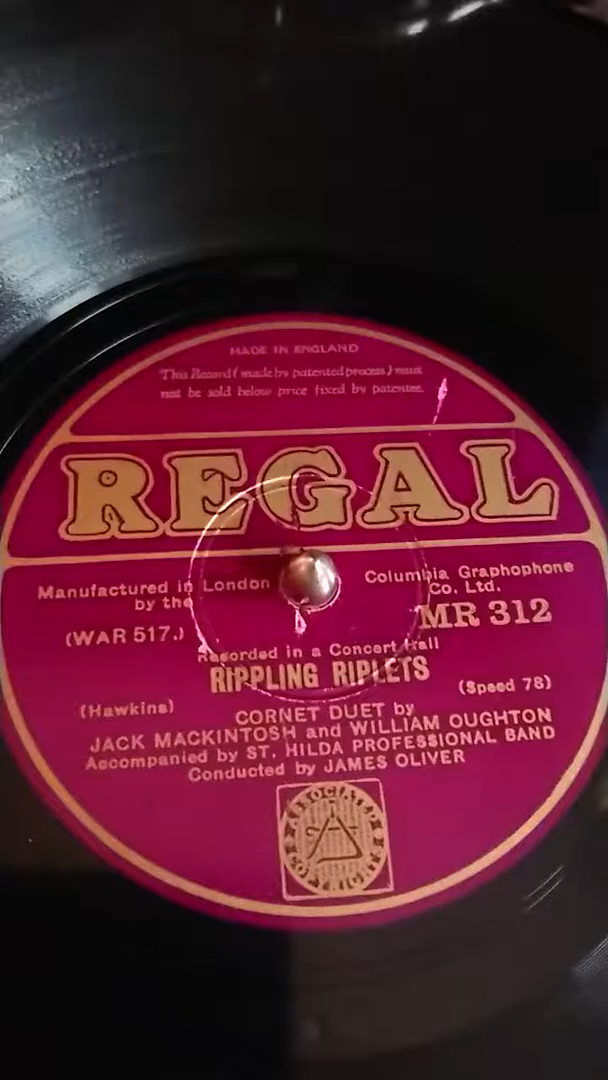 MADE IN ENGLAND
This Record (made by patented process) must
not be sold below price fixed by patentee.
REGAL
Manufactured in London
by the
Columbia Graphophone
Co. Ltd.
(WAR 517.)
MR 312
Recorded in a Concert Hall
RIPPLING RIPLETS
(Hawkins)
(Speed 78)
CORNET DUET by
JACK MACKINTOSH and WILLIAM OUGHTON
Accompanied by ST. HILDA PROFESSIONAL BAND
Conducted by JAMES OLIVER
ASSOCIATED
COPYRIGHT